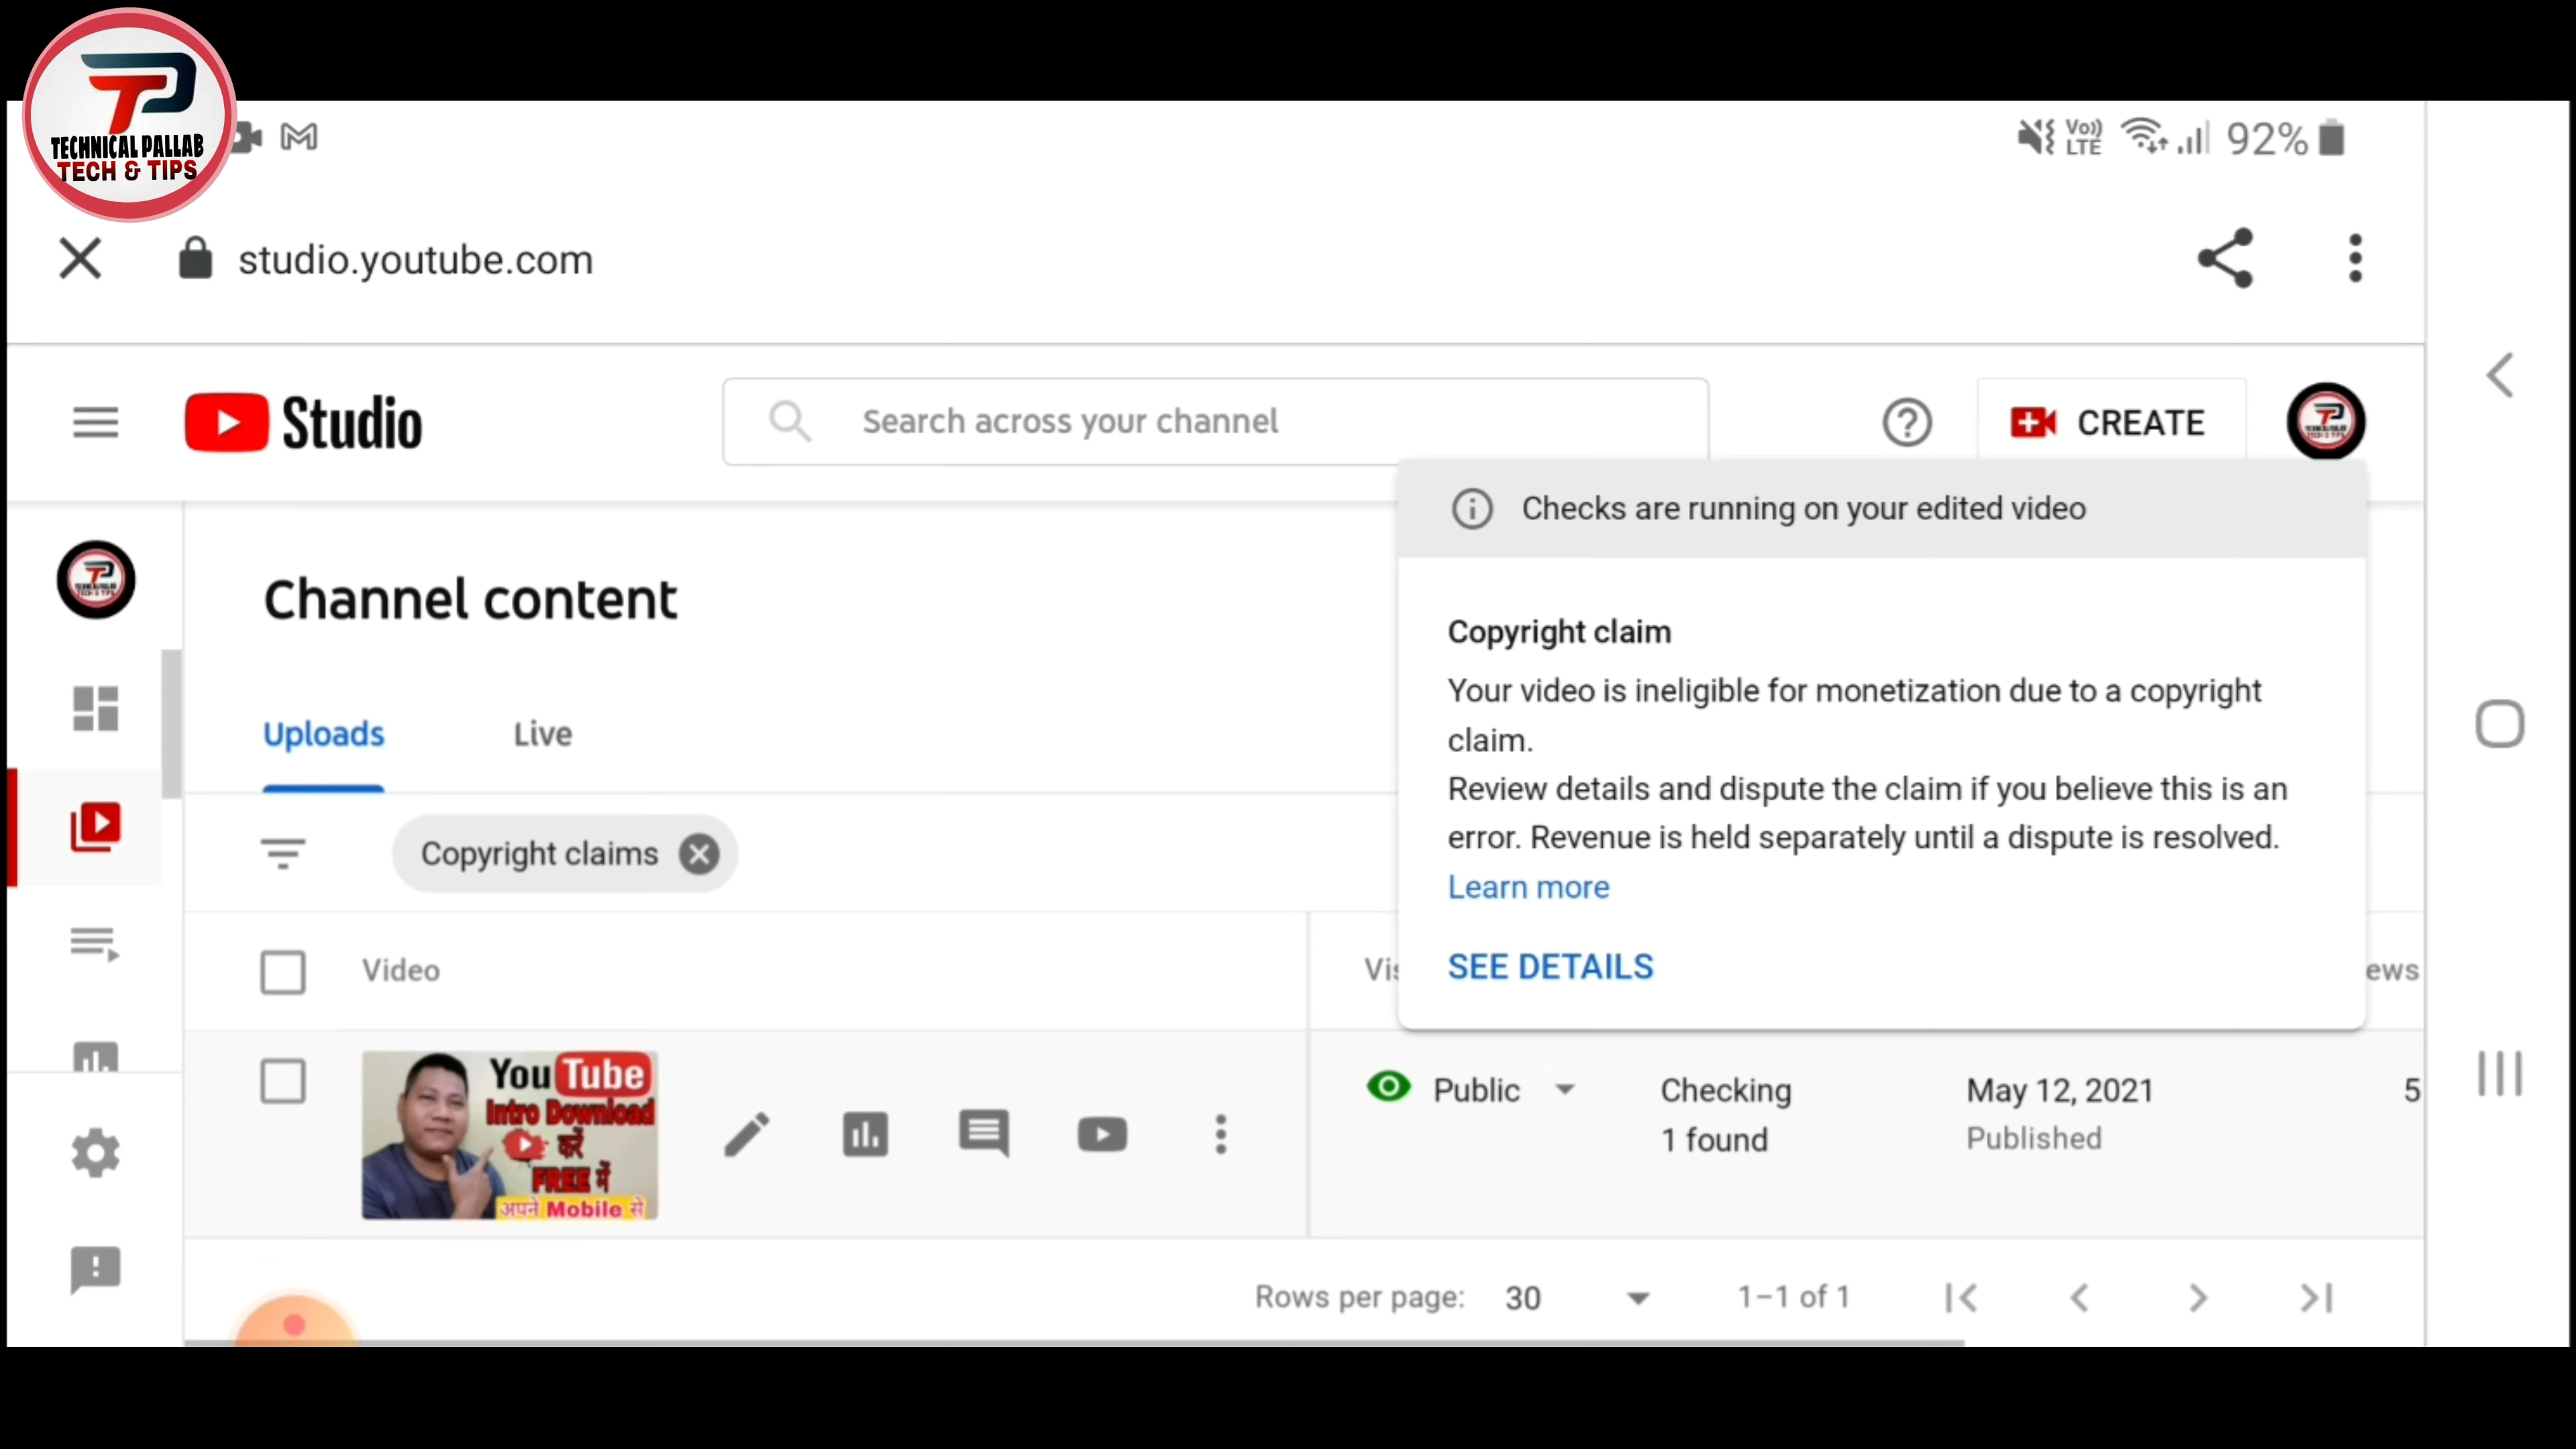 TECHNICAL PALLAB
TECH & TIPS
Vo)) LTE
92%
studio.youtube.com
Studio
Search across your channel
CREATE
Checks are running on your edited video
Channel content
Copyright claim
Your video is ineligible for monetization due to a copyright
claim.
Review details and dispute the claim if you believe this is an
error. Revenue is held separately until a dispute is resolved.
Learn more
SEE DETAILS
Uploads Live
Copyright claims
Video
YouTube
Intro Download
करें
FREE में
अपने Mobile से
Public
Checking
1 found
May 12, 2021
Published
5
Rows per page: 30
1–1 of 1